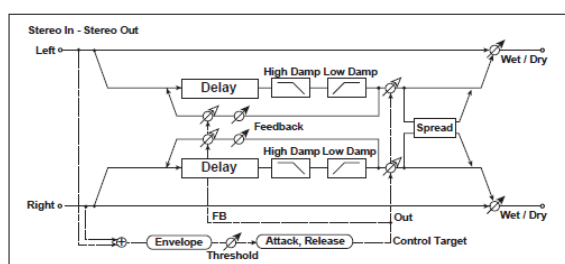 Stereo In - Stereo Out
Left
Wet / Dry
High Damp Low Damp
Delay
Feedback
Spread
High Damp Low Damp
Delay
Right
FB
Out
Wet / Dry
Envelope
Threshold
Attack, Release
Control Target